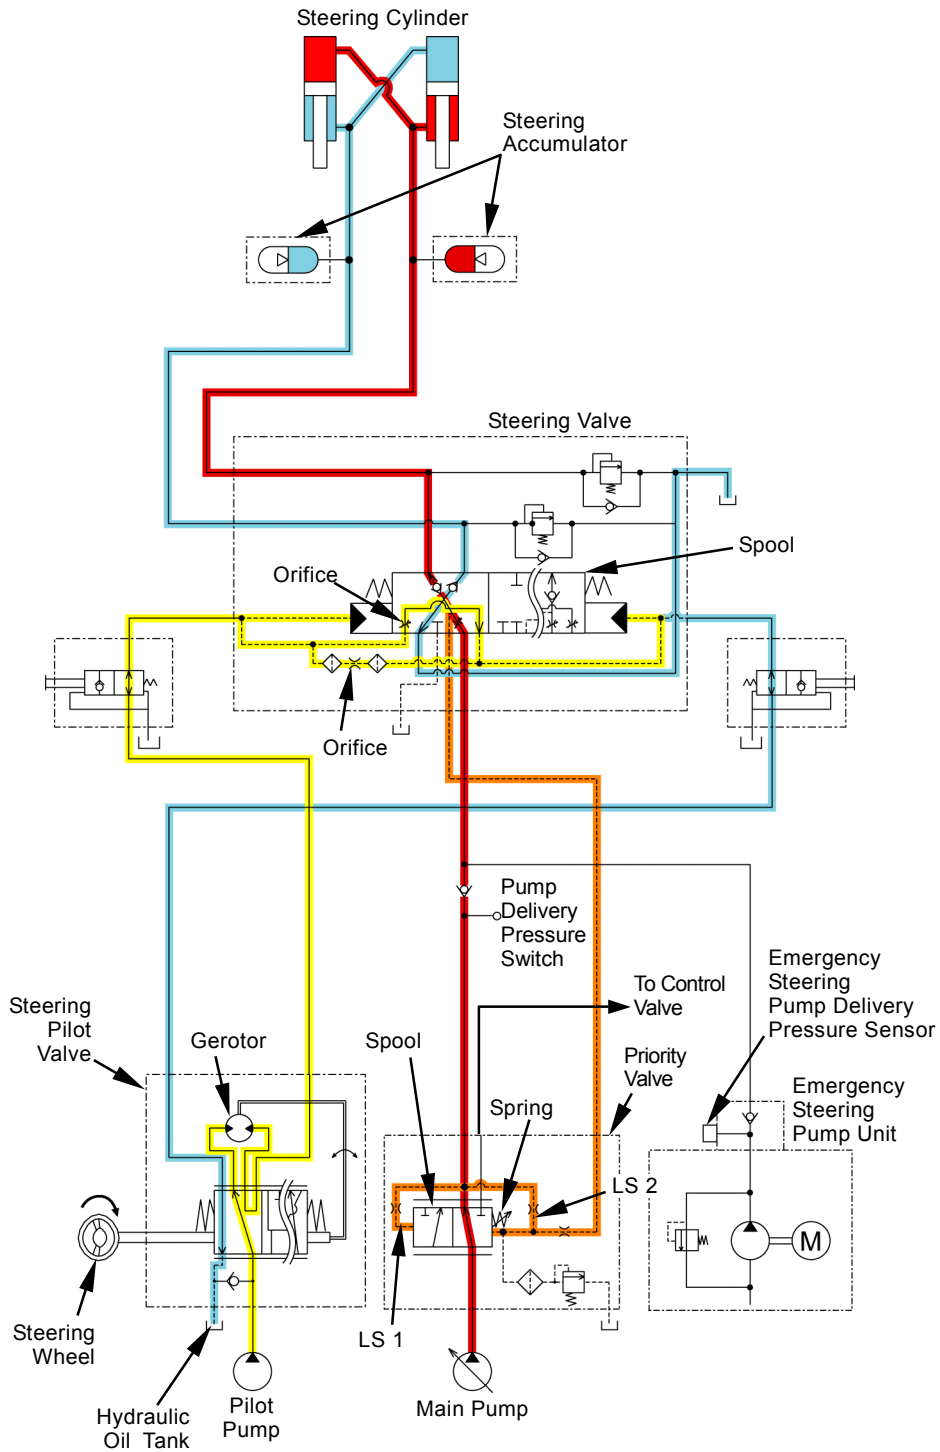 Steering Cylinder
Steering
Accumulator
Steering Valve
Spool
Orifice
Orifice
Pump
Delivery
Pressure
Switch
To Control
Valve
Emergency
Steering
Pump Delivery
Pressure Sensor
Steering
Pilot
Valve
Gerotor
Spool
Priority
Valve
Spring
Emergency
Steering
Pump Unit
LS 2
M
LS 1
Steering
Wheel
Hydraulic
Oil Tank
Pilot
Pump
Main Pump